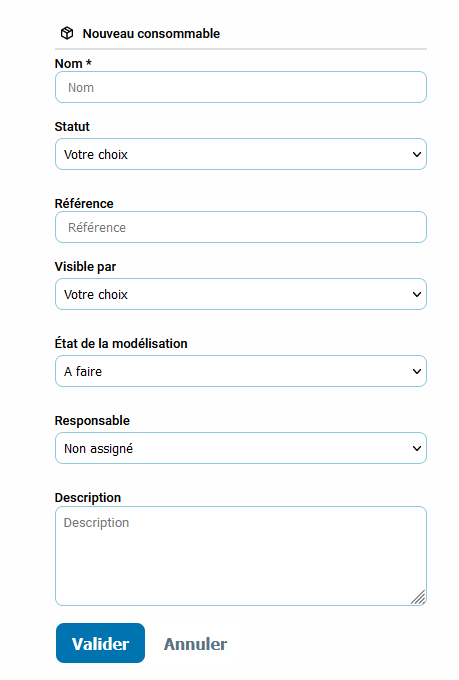 Nouveau consommable
Nom *
Nom
Statut
Votre choix
Référence
Référence
Visible par
Votre choix
État de la modélisation
A faire
Responsable
Non assigné
Description
Description
Valider Annuler